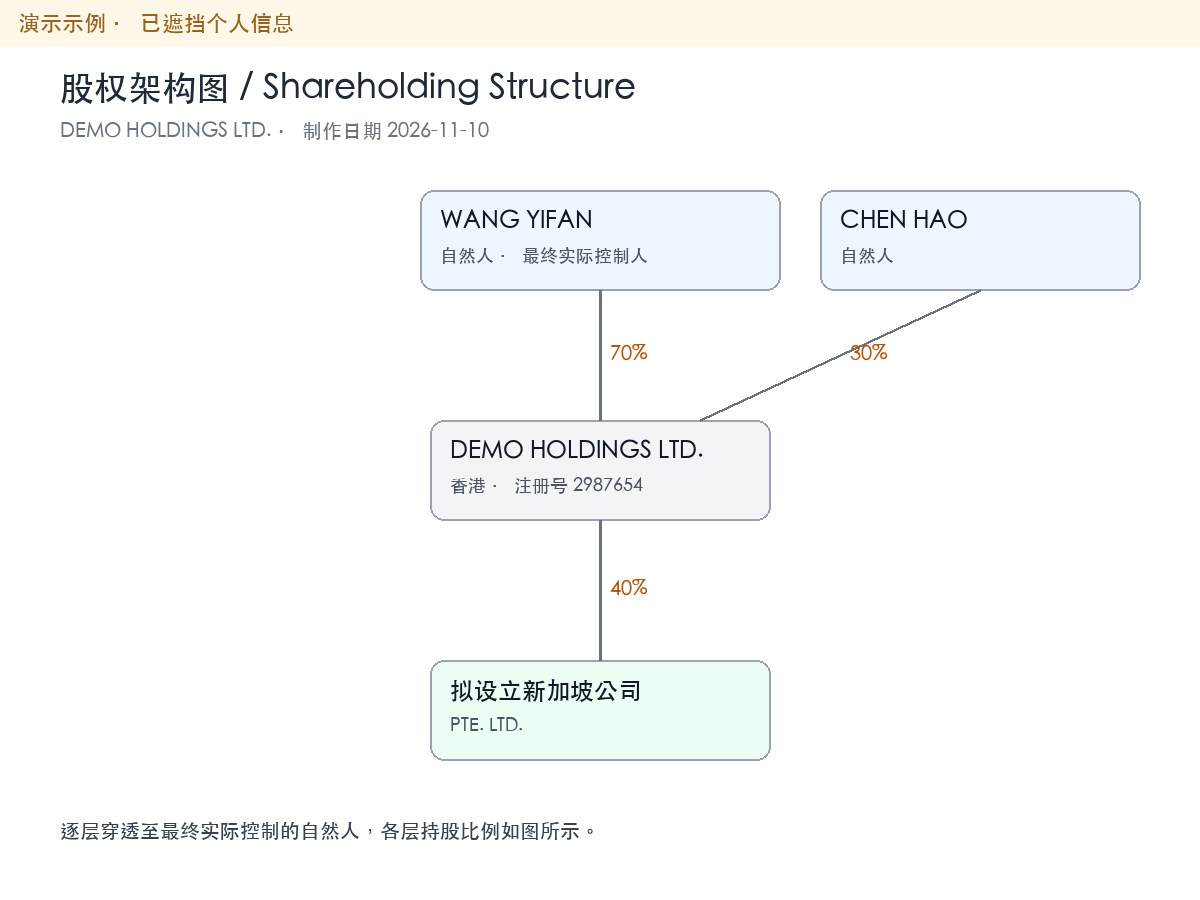 演示示例 · 已遮挡个人信息
股权架构图 / Shareholding Structure
DEMO HOLDINGS LTD. · 制作日期 2026-11-10
WANG YIFAN
自然人 · 最终实际控制人
CHEN HAO
自然人
70%
30%
DEMO HOLDINGS LTD.
香港 · 注册号 2987654
40%
拟设立新加坡公司
PTE. LTD.
逐层穿透至最终实际控制的自然人，各层持股比例如图所示。